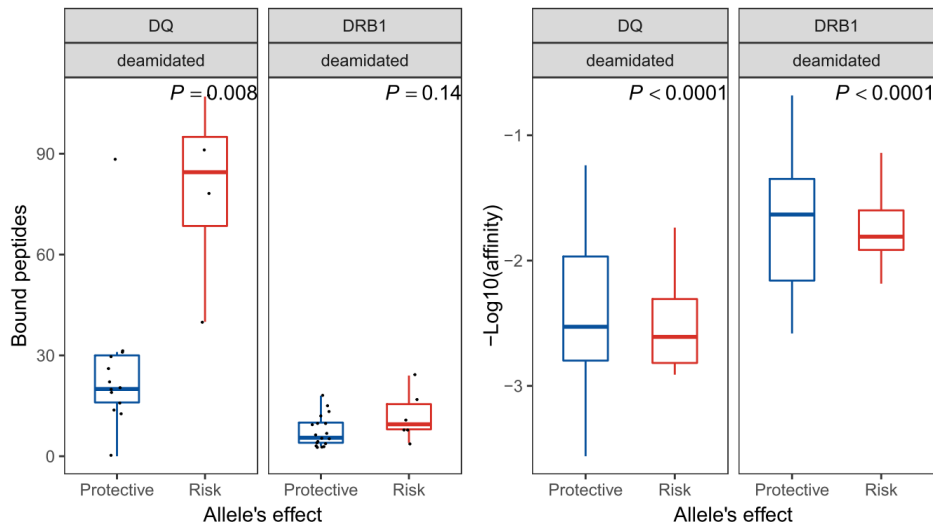 DQ
DRB1
deamidated
deamidated
P = 0.008
P = 0.14
90
60
30
0
Bound peptides
Protective
Risk
Protective
Risk
Allele's effect
DQ
DRB1
deamidated
deamidated
P < 0.0001
P < 0.0001
−1
−2
−3
−Log10(affinity)
Protective
Risk
Protective
Risk
Allele's effect